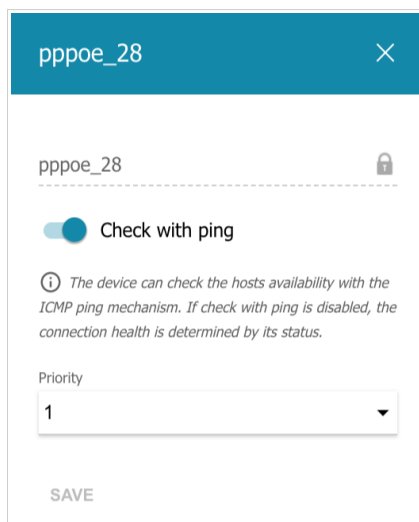 pppoe_28
pppoe_28
Check with ping
The device can check the hosts availability with the
ICMP ping mechanism. If check with ping is disabled, the
connection health is determined by its status.
Priority
1
SAVE